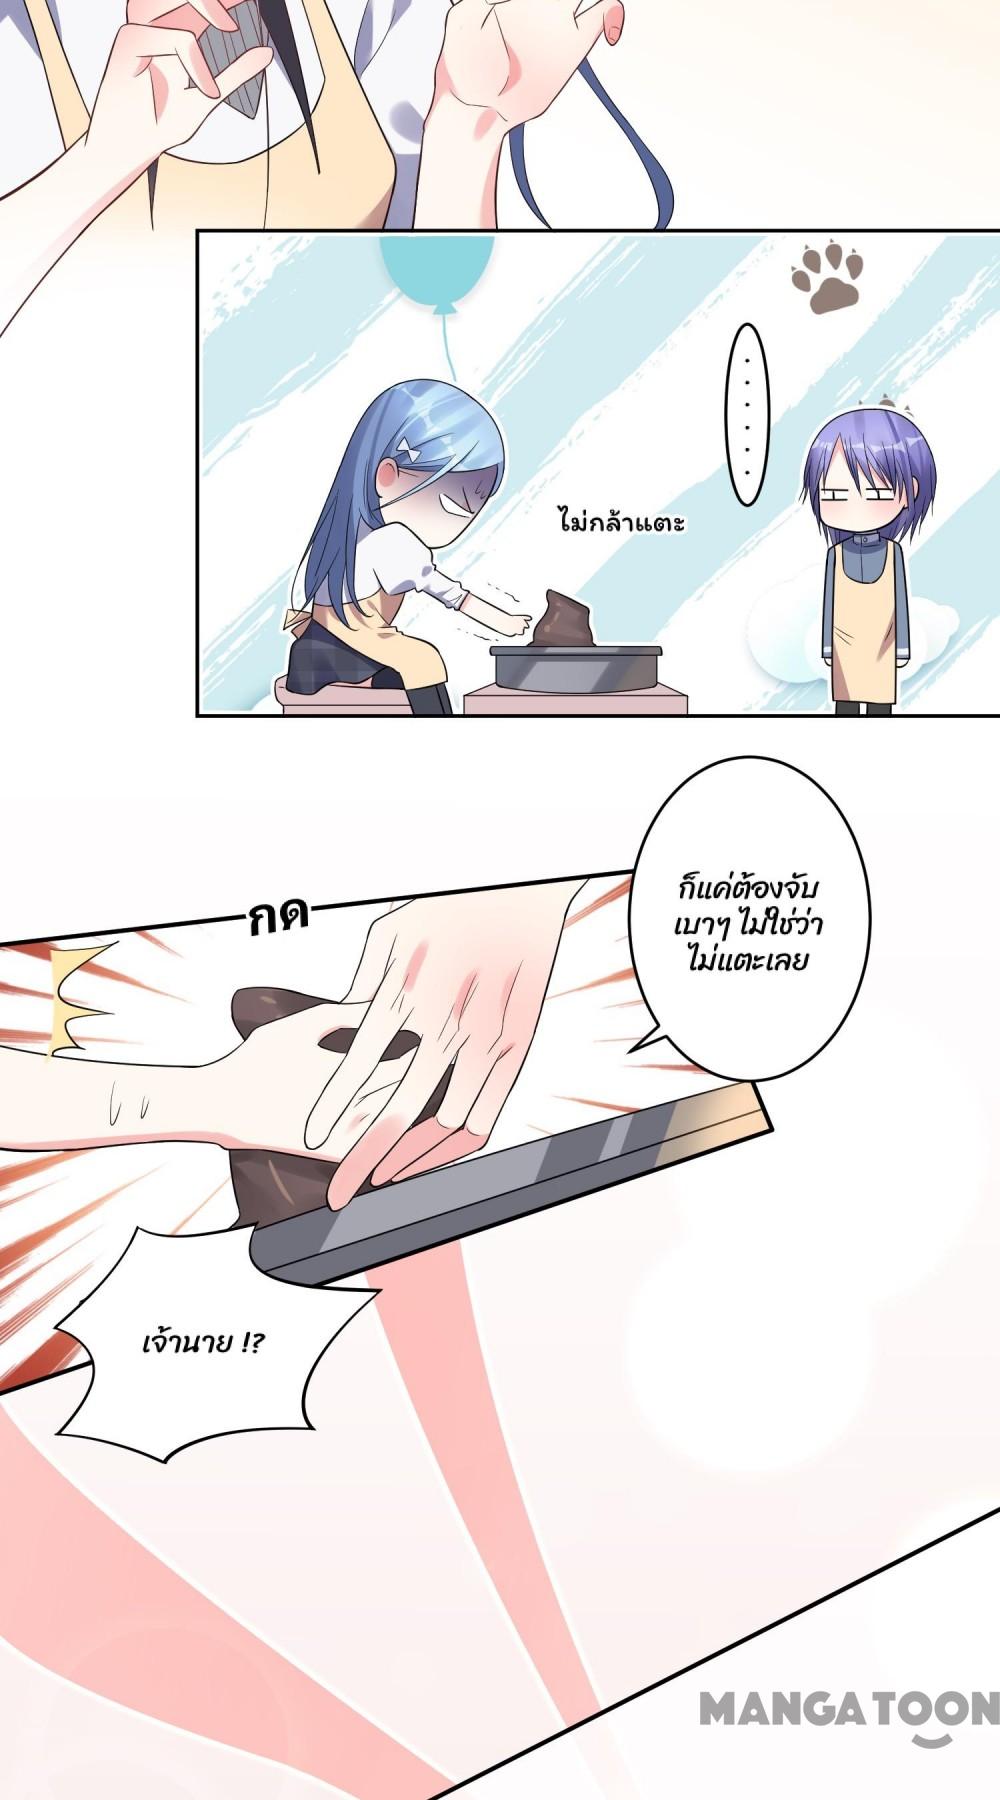 ไม่กล้าแตะ
ก็แค่ต้องจับ
เบาๆ ไม่ใช่ว่า
ไม่แตะเลย
กด
เจ้านาย !?
MANGATOON